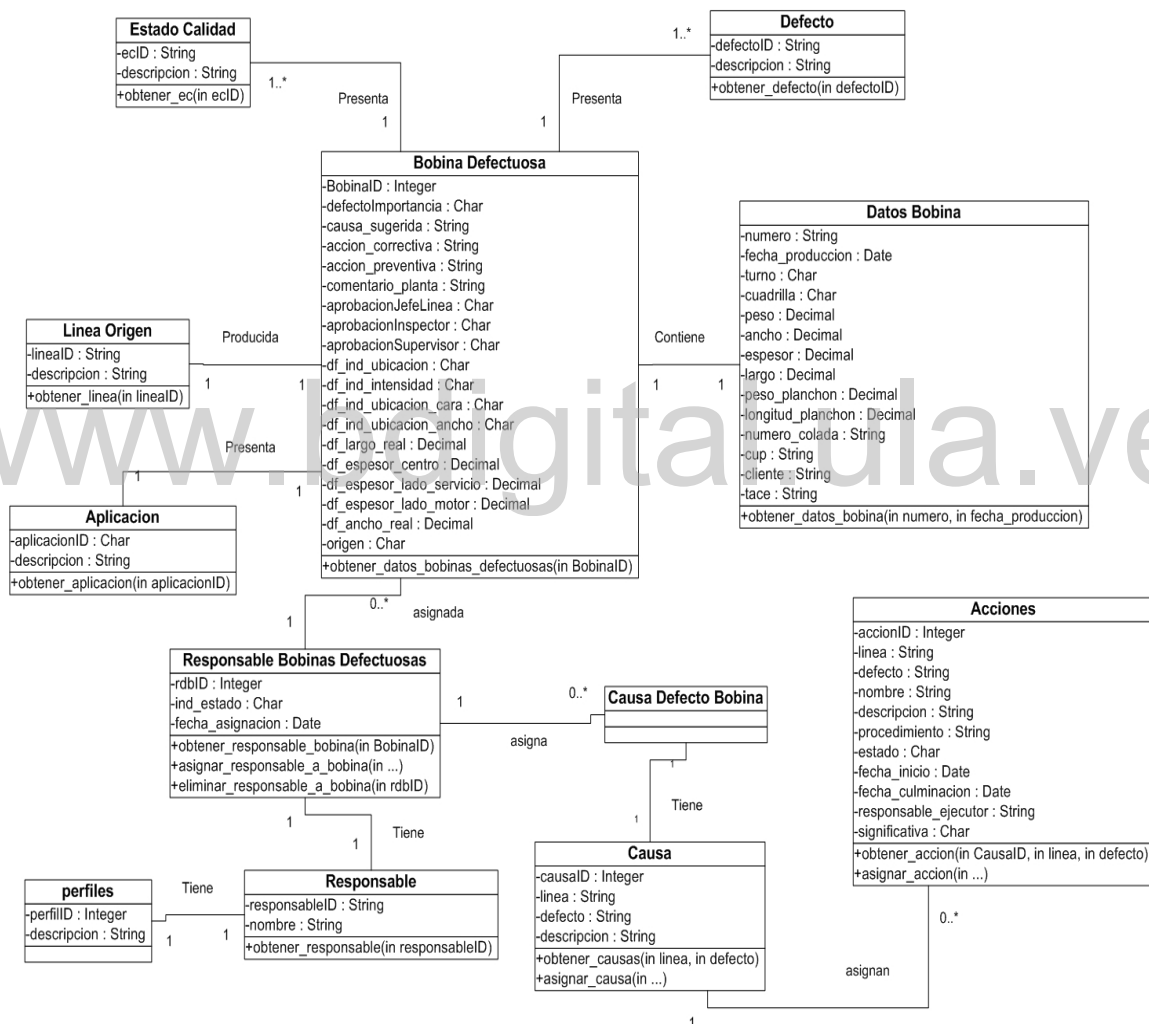 Estado Calidad
-ecID : String
-descripcion : String
+obtener_ec(in ecID)
1..*
Presenta
1
Defecto
-defectoID : String
-descripcion : String
+obtener_defecto(in defectoID)
1..*
Presenta
1
Bobina Defectuosa
-BobinaID : Integer
-defectoImportancia : Char
-causa_sugerida : String
-accion_correctiva : String
-accion_preventiva : String
-comentario_planta : String
-aprobacionJefeLinea : Char
-aprobacionInspector : Char
-aprobacionSupervisor : Char
-df_ind_ubicacion : Char
-df_ind_intensidad : Char
-df_ind_ubicacion_cara : Char
-df_ind_ubicacion_ancho : Char
-df_largo_real : Decimal
-df_espesor_centro : Decimal
-df_espesor_lado_servicio : Decimal
-df_espesor_lado_motor : Decimal
-df_ancho_real : Decimal
-origen : Char
+obtener_datos_bobinas_defectuosas(in BobinaID)
Datos Bobina
-numero : String
-fecha_produccion : Date
-turno : Char
-cuadrilla : Char
-peso : Decimal
-ancho : Decimal
-espesor : Decimal
-largo : Decimal
-peso_planchon : Decimal
-longitud_planchon : Decimal
-numero_colada : String
-cup : String
-cliente : String
-tace : String
+obtener_datos_bobina(in numero, in fecha_produccion)
Contiene
1
1
Linea Origen
-lineaID : String
-descripcion : String
+obtener_linea(in lineaID)
Producida
1
1
www.bdigital.ula.ve
Presenta
1
1
Aplicacion
-aplicacionID : Char
-descripcion : String
+obtener_aplicacion(in aplicacionID)
0..*
asignada
1
Responsable Bobinas Defectuosas
-rdbID : Integer
-ind_estado : Char
-fecha_asignacion : Date
+obtener_responsable_bobina(in BobinaID)
+asignar_responsable_a_bobina(in ...)
+eliminar_responsable_a_bobina(in rdbID)
1
0..*
asigna
Causa Defecto Bobina
1
Tiene
1
Acciones
-accionID : Integer
-linea : String
-defecto : String
-nombre : String
-descripcion : String
-procedimiento : String
-estado : Char
-fecha_inicio : Date
-fecha_culminacion : Date
-responsable_ejecutor : String
-significativa : Char
+obtener_accion(in CausaID, in linea, in defecto)
+asignar_accion(in ...)
1
1
Tiene
perfiles
-perfilID : Integer
-descripcion : String
Tiene
1
1
Responsable
-responsableID : String
-nombre : String
+obtener_responsable(in responsableID)
Causa
-causaID : Integer
-linea : String
-defecto : String
-descripcion : String
+obtener_causas(in linea, in defecto)
+asignar_causa(in ...)
0..*
asignan
1